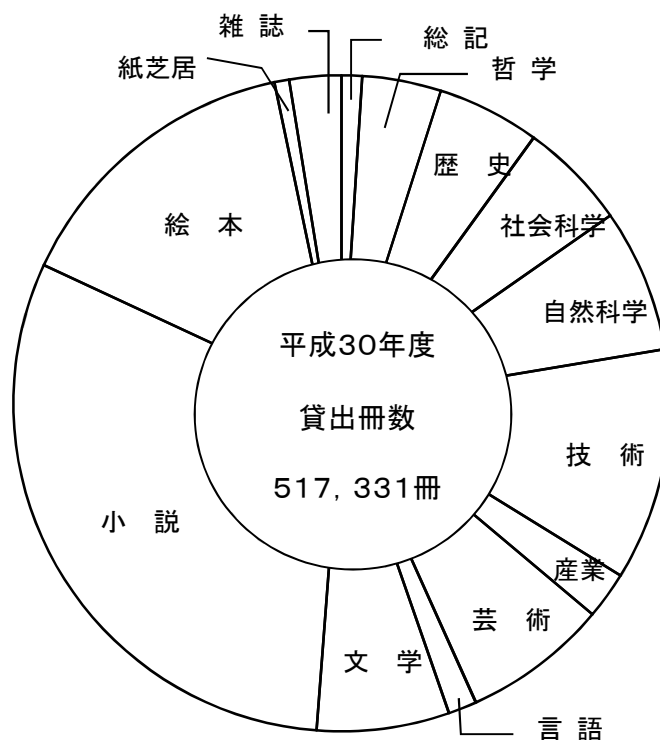 雑 誌
総 記
紙芝居
哲 学
歴 史
絵 本
社会科学
自然科学
平成30年度
貸出冊数
517,331冊
技 術
小 説
産業
芸 術
文 学
言 語